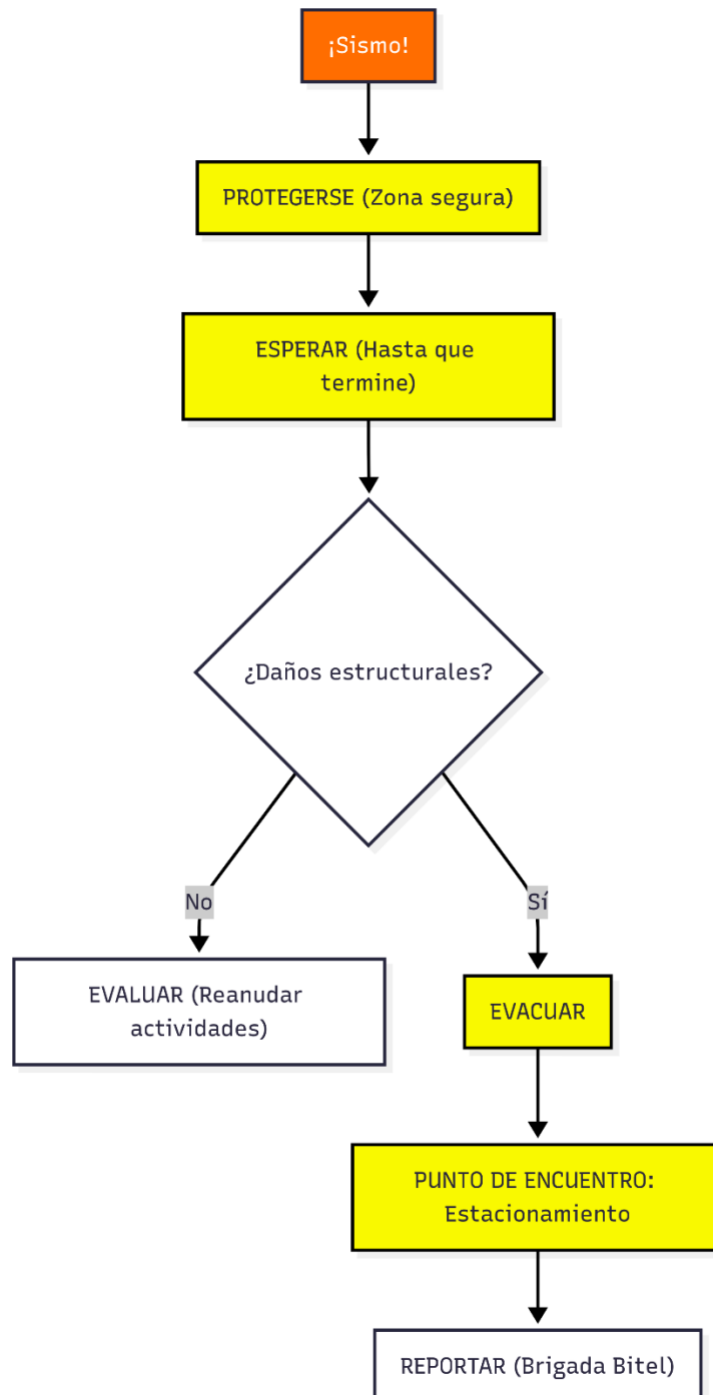 ¡Sismo!
PROTEGERSE (Zona segura)
ESPERAR (Hasta que
termine)
¿Daños estructurales?
No
Sí
EVALUAR (Reanudar
actividades)
EVACUAR
PUNTO DE ENCUENTRO:
Estacionamiento
REPORTAR (Brigada Bitel)